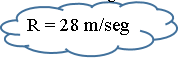 R = 28 m/seg